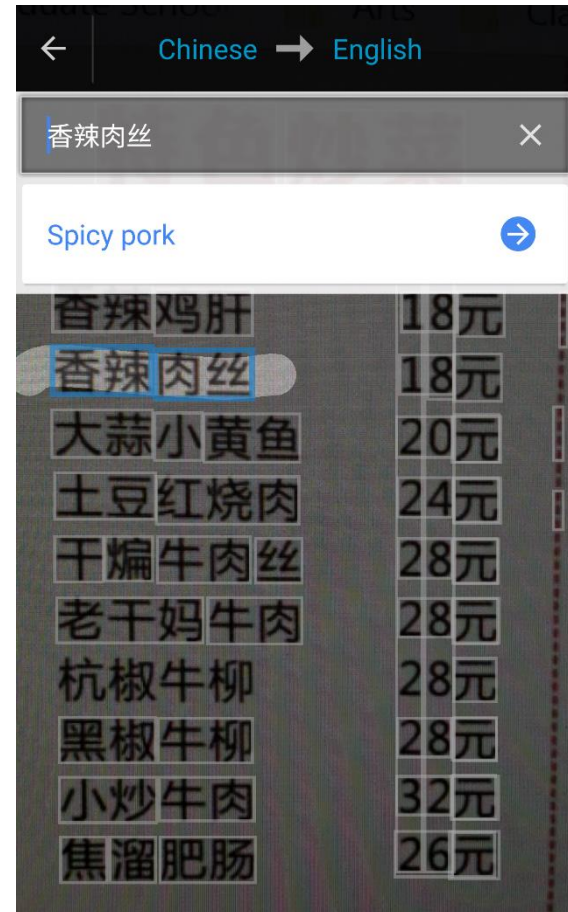 Chinese → English
香辣肉丝
Spicy pork
香辣鸡肝 18元
香辣肉丝 18元
大蒜小黄鱼 20元
土豆红烧肉 24元
干煸牛肉丝 28元
老干妈牛肉 28元
杭椒牛柳 28元
黑椒牛柳 28元
小炒牛肉 32元
焦溜肥肠 26元